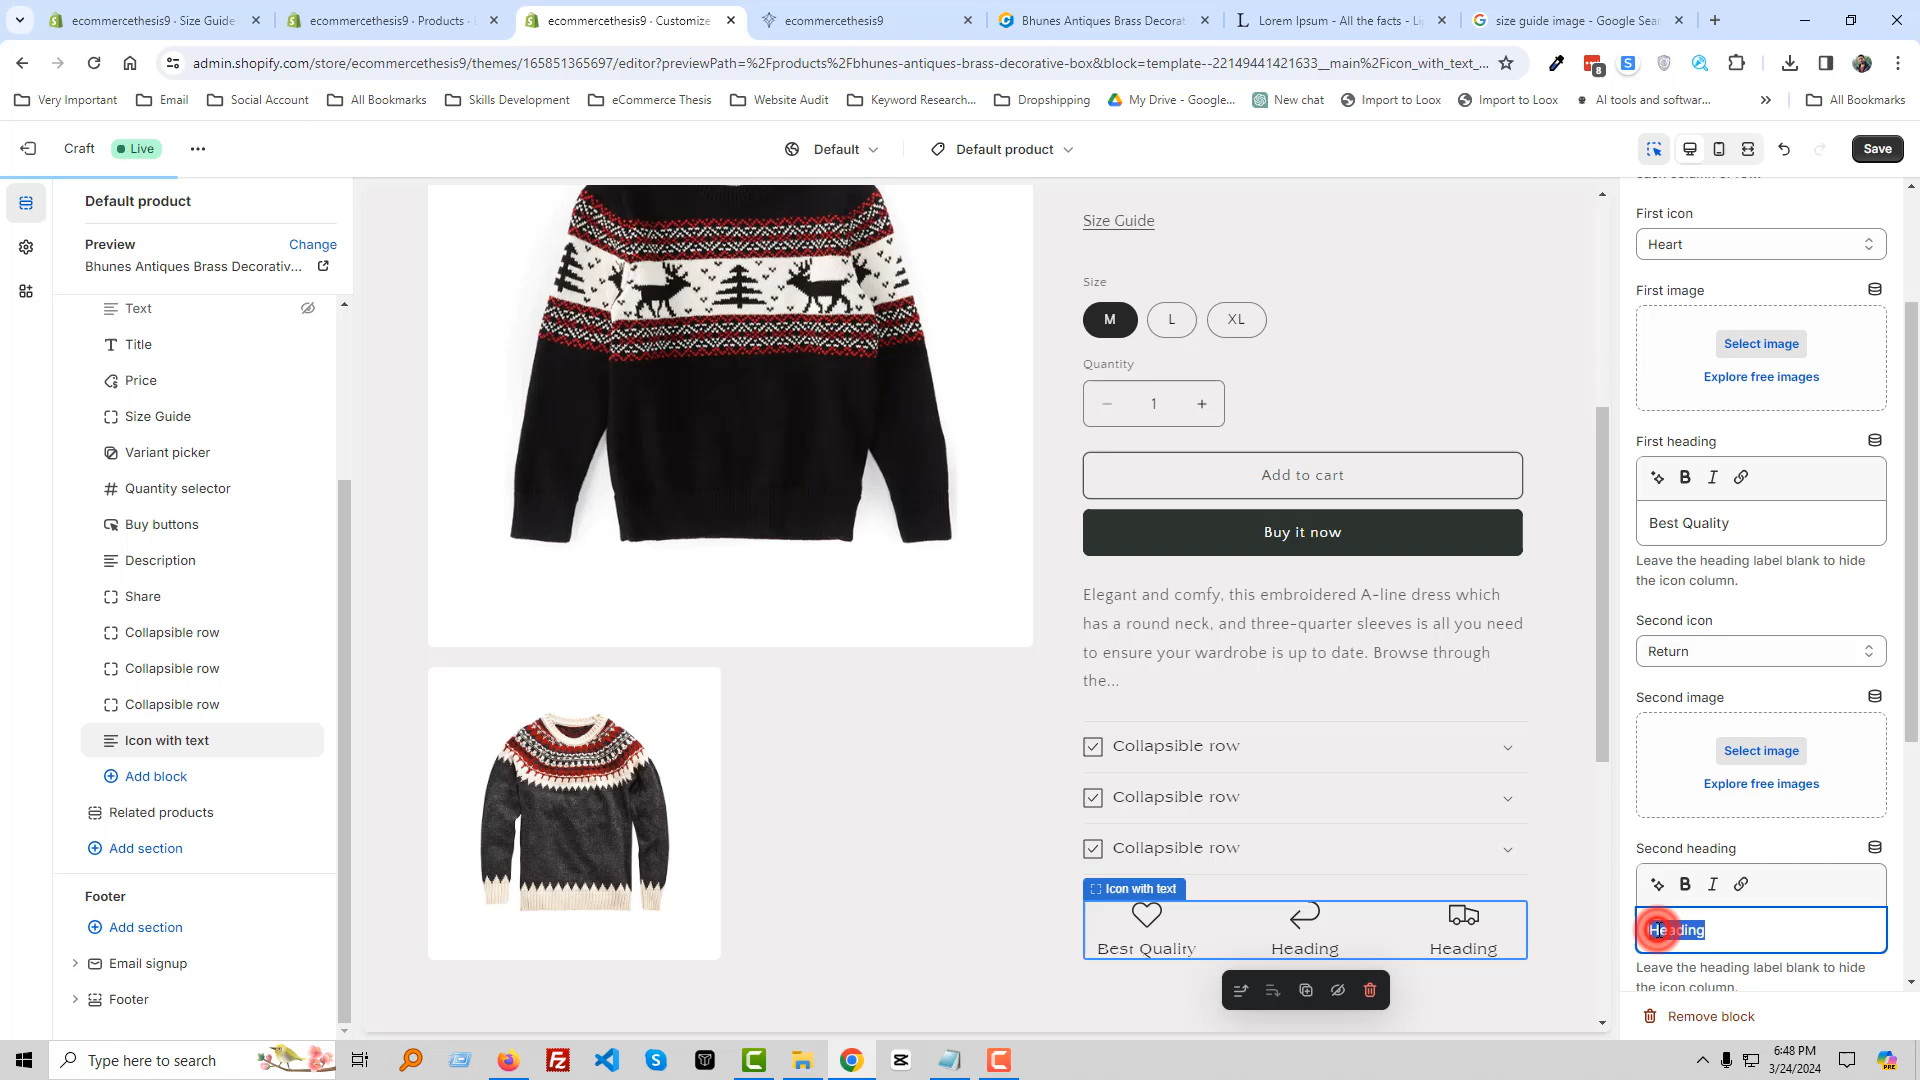 ecommercethesis9 · Size Guide
ecommercethesis9 · Products ·
ecommercethesis9 · Customize
ecommercethesis9
Bhunes Antiques Brass Decorat
Lorem Ipsum - All the facts - Li
size guide image - Google Sear
admin.shopify.com/store/ecommercethesis9/themes/165851365697/editor?previewPath=%2Fproducts%2Fbhunes-antiques-brass-decorative-box&block=template--22149441421633__main%2Ficon_with_text_...
8
Very Important
Email
Social Account
All Bookmarks
Skills Development
eCommerce Thesis
Website Audit
Keyword Research...
Dropshipping
My Drive - Google...
New chat
Import to Loox
Import to Loox
AI tools and softwar...
All Bookmarks
Craft
Live
Default
Default product
Save
Default product
Preview
Change
Bhunes Antiques Brass Decorativ...
Text
Title
Price
Size Guide
Variant picker
Quantity selector
Buy buttons
Description
Share
Collapsible row
Collapsible row
Collapsible row
Icon with text
Add block
Related products
Add section
Footer
Add section
Email signup
Footer
Size Guide
Size
M
L
XL
Quantity
1
Add to cart
Buy it now
Elegant and comfy, this embroidered A-line dress which
has a round neck, and three-quarter sleeves is all you need
to ensure your wardrobe is up to date. Browse through
the...
Collapsible row
Collapsible row
Collapsible row
Icon with text
Best Quality
Heading
Heading
First icon
Heart
First image
Select image
Explore free images
First heading
B
I
Best Quality
Leave the heading label blank to hide
the icon column.
Second icon
Return
Second image
Select image
Explore free images
Second heading
B
I
Heading
Leave the heading label blank to hide
the icon column.
Remove block
Type here to search
6:48 PM
3/24/2024